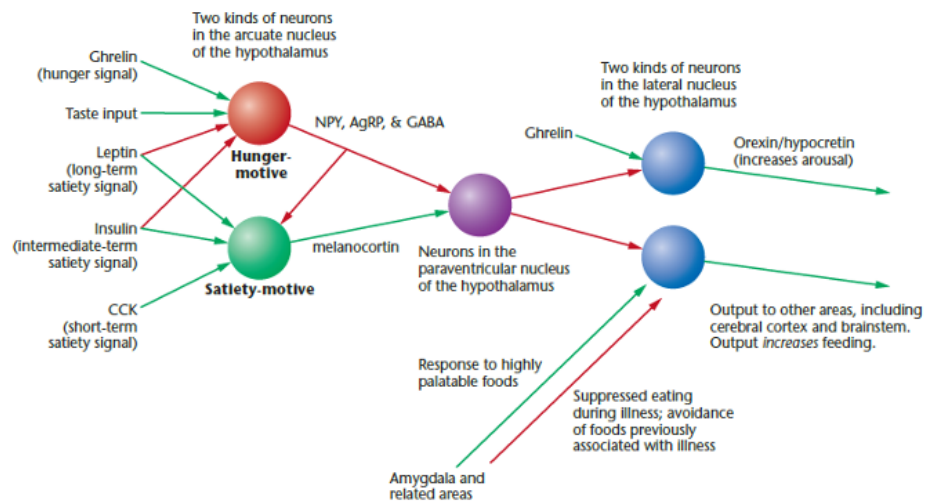 Two kinds of neurons
in the arcuate nucleus
of the hypothalamus
Ghrelin
(hunger signal)
Taste input
Leptin
(long-term
satiety signal)
Insulin
(intermediate-term
satiety signal)
CCK
(short-term
satiety signal)
Hunger-
motive
Satiety-motive
NPY, AgRP, & GABA
melanocortin
Neurons in the
paraventricular nucleus
of the hypothalamus
Two kinds of neurons
in the lateral nucleus
of the hypothalamus
Ghrelin
Orexin/hypocretin
(increases arousal)
Output to other areas, including
cerebral cortex and brainstem.
Output increases feeding.
Response to highly
palatable foods
Suppressed eating
during illness; avoidance
of foods previously
associated with illness
Amygdala and
related areas